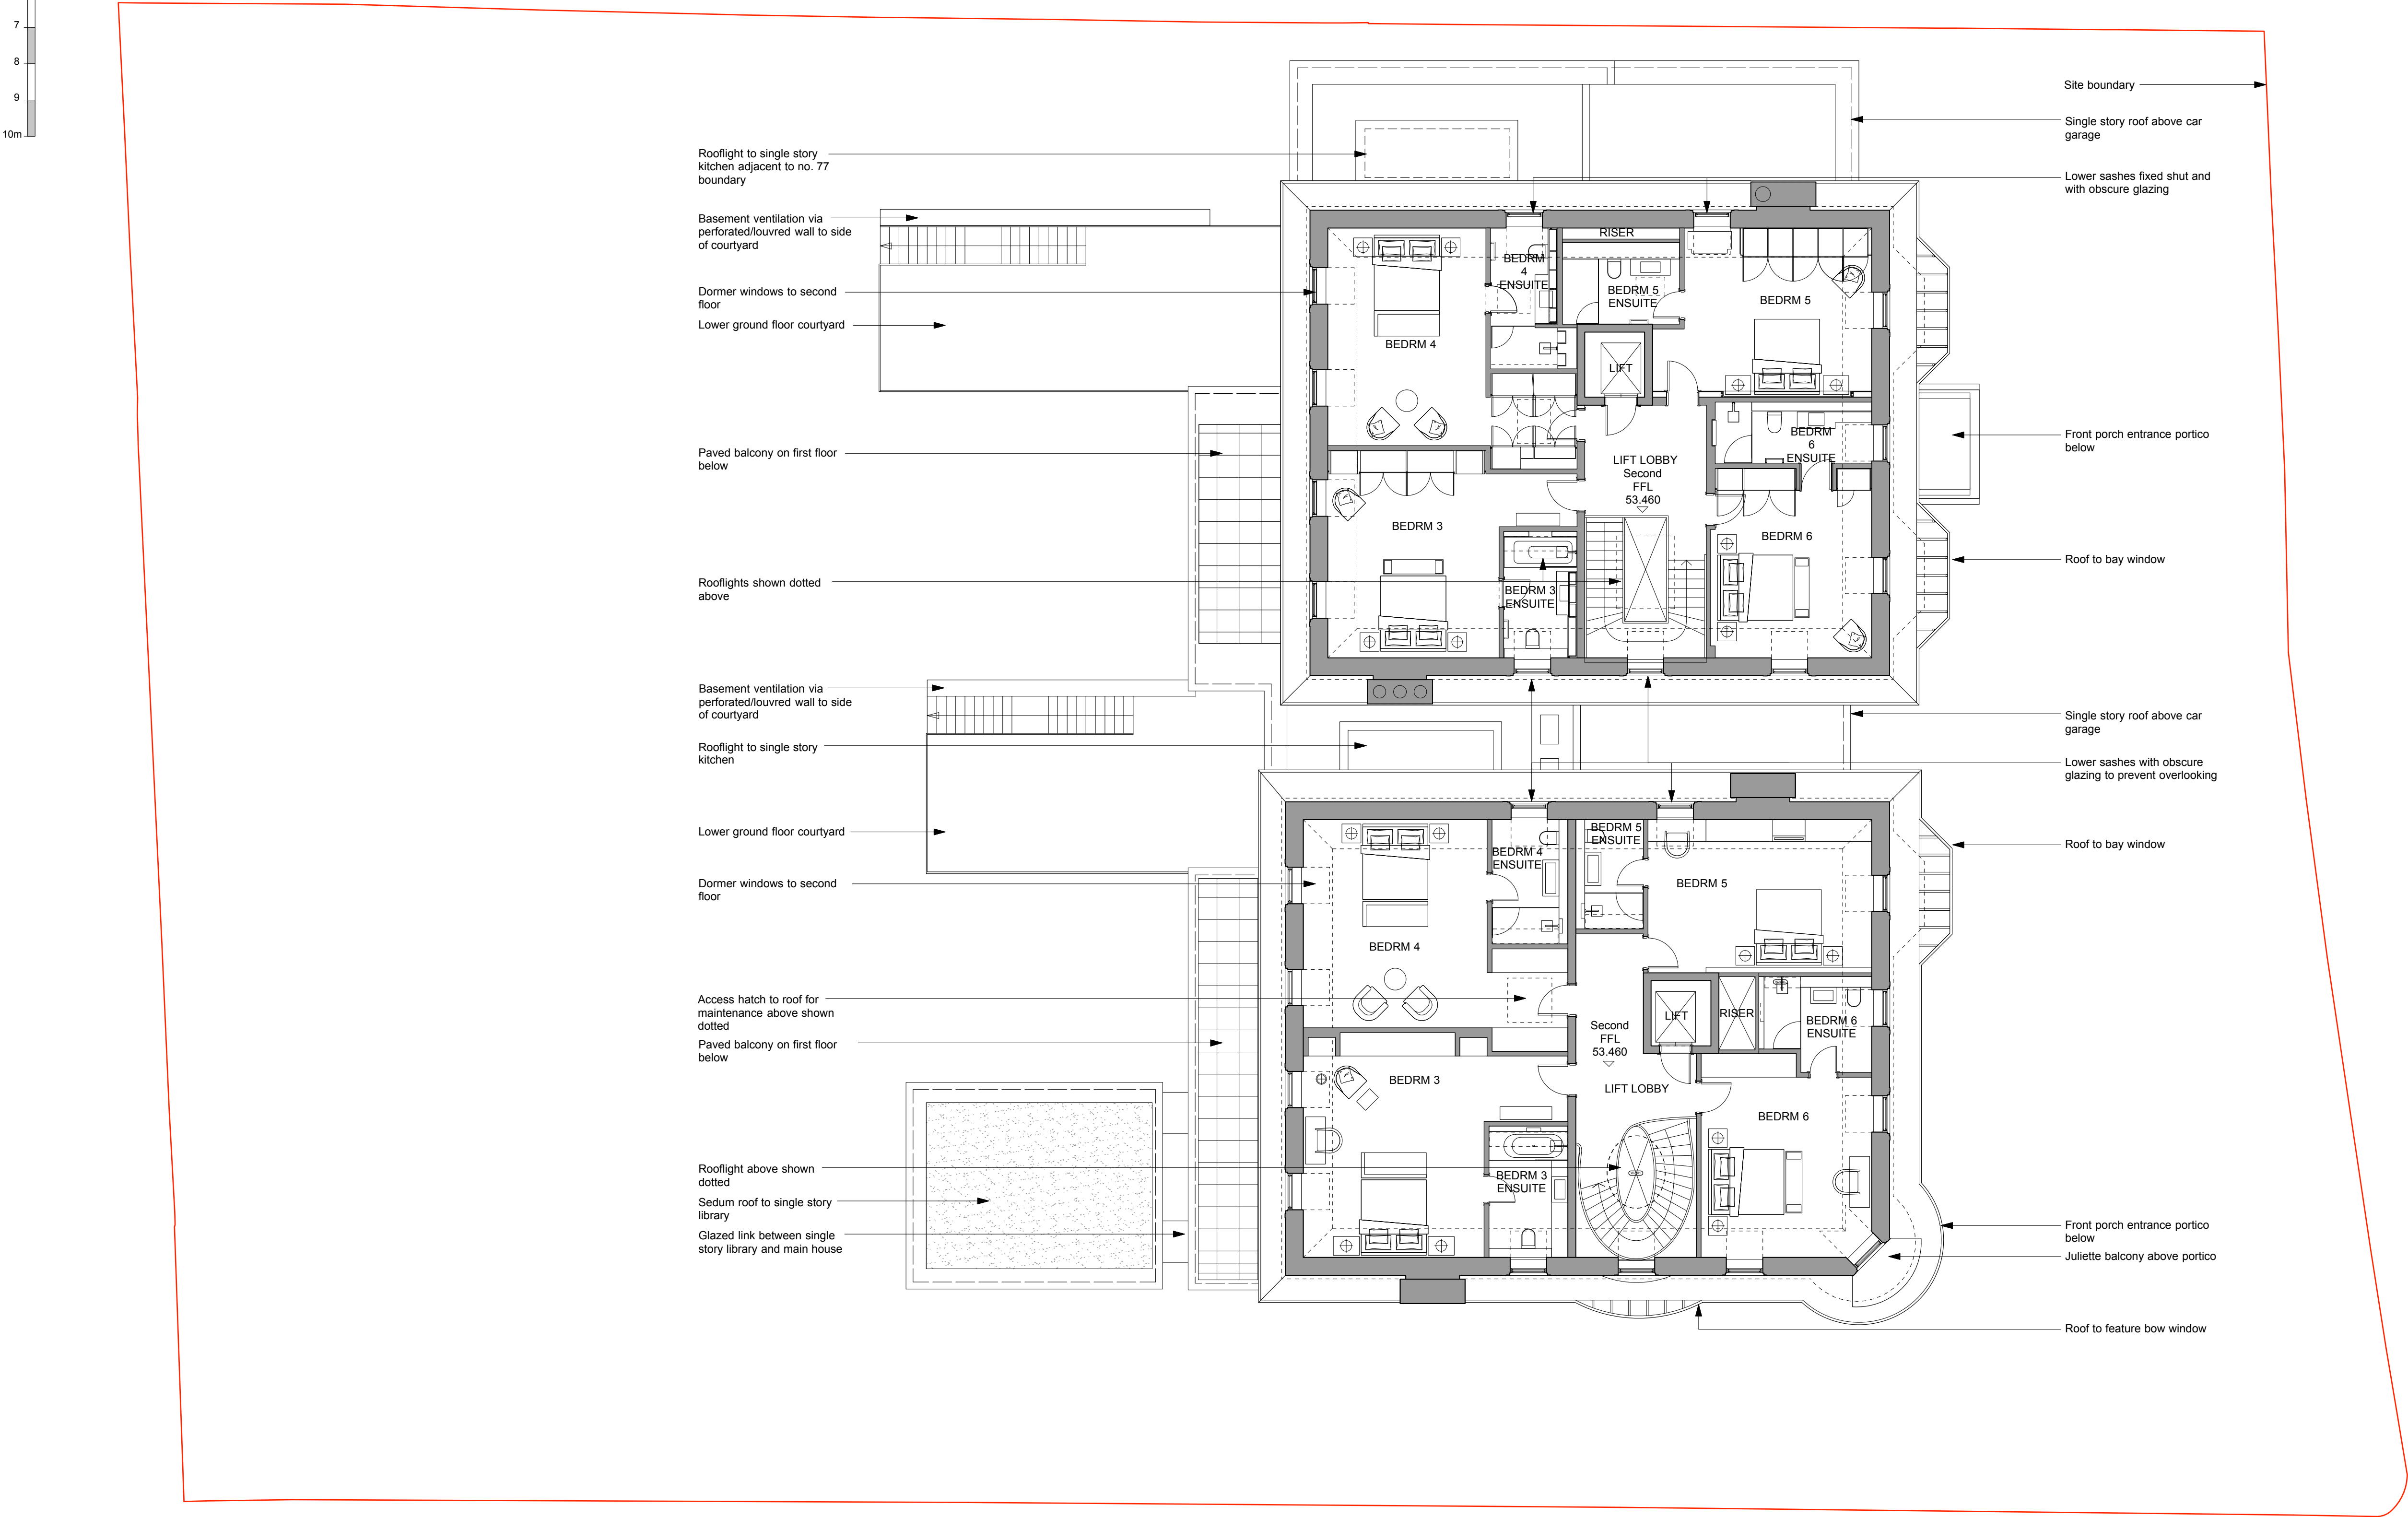 7
8
9
10m
Rooflight to single story
kitchen adjacent to no. 77
boundary
Basement ventilation via
perforated/louvred wall to side
of courtyard
Dormer windows to second
floor
Lower ground floor courtyard
Paved balcony on first floor
below
Rooflights shown dotted
above
Basement ventilation via
perforated/louvred wall to side
of courtyard
Rooflight to single story
kitchen
Lower ground floor courtyard
Dormer windows to second
floor
Access hatch to roof for
maintenance above shown
dotted
Paved balcony on first floor
below
Rooflight above shown
dotted
Sedum roof to single story
library
Glazed link between single
story library and main house
RISER
BEDRM
4
ENSUITE
BEDRM 5
ENSUITE
BEDRM 5
BEDRM 4
LIFT
BEDRM
6
ENSUITE
LIFT LOBBY
Second
FFL
53.460
BEDRM 3
BEDRM 6
BEDRM 3
ENSUITE
BEDRM 5
ENSUITE
BEDRM 4
ENSUITE
BEDRM 5
BEDRM 4
LIFT
RISER
BEDRM 6
ENSUITE
Second
FFL
53.460
LIFT LOBBY
BEDRM 3
BEDRM 6
BEDRM 3
ENSUITE
Site boundary
Single story roof above car
garage
Lower sashes fixed shut and
with obscure glazing
Front porch entrance portico
below
Roof to bay window
Single story roof above car
garage
Lower sashes with obscure
glazing to prevent overlooking
Roof to bay window
Front porch entrance portico
below
Juliette balcony above portico
Roof to feature bow window